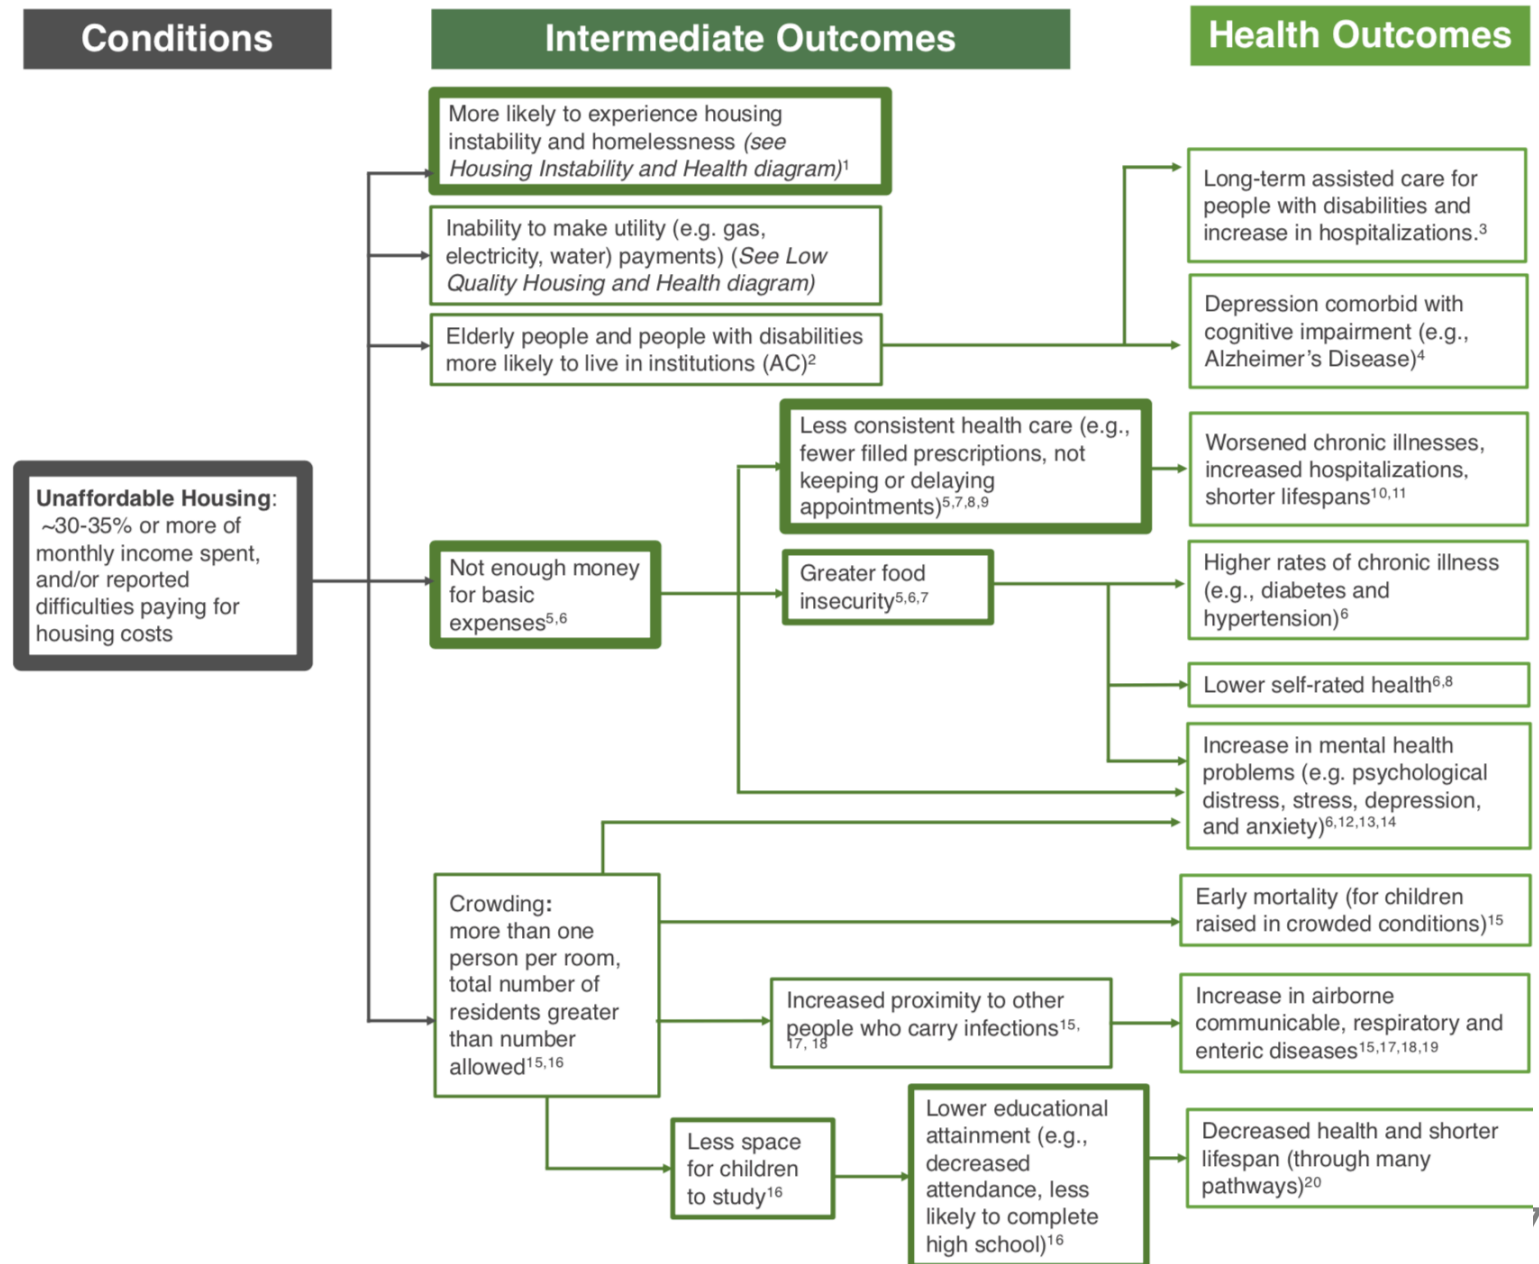 Conditions
Intermediate Outcomes
Health Outcomes
More likely to experience housing
instability and homelessness (see
Housing Instability and Health diagram)1
Inability to make utility (e.g. gas,
electricity, water) payments) (See Low
Quality Housing and Health diagram)
Elderly people and people with disabilities
more likely to live in institutions (AC)2
Long-term assisted care for
people with disabilities and
increase in hospitalizations.3
Depression comorbid with
cognitive impairment (e.g.,
Alzheimer's Disease)4
Unaffordable Housing:
~30-35% or more of
monthly income spent,
and/or reported
difficulties paying for
housing costs
Not enough money
for basic
expenses5,6
Less consistent health care (e.g.,
fewer filled prescriptions, not
keeping or delaying
appointments)5,7,8,9
Worsened chronic illnesses,
increased hospitalizations,
shorter lifespans10,11
Greater food
insecurity5,6,7
Higher rates of chronic illness
(e.g., diabetes and
hypertension)6
Lower self-rated health6,8
Increase in mental health
problems (e.g. psychological
distress, stress, depression,
and anxiety)6,12,13,14
Crowding:
more than one
person per room,
total number of
residents greater
than number
allowed15,16
Early mortality (for children
raised in crowded conditions)15
Increased proximity to other
people who carry infections15,
17, 18
Increase in airborne
communicable, respiratory and
enteric diseases15,17,18,19
Less space
for children
to study16
Lower educational
attainment (e.g.,
decreased
attendance, less
likely to complete
high school)16
Decreased health and shorter
lifespan (through many
pathways)20